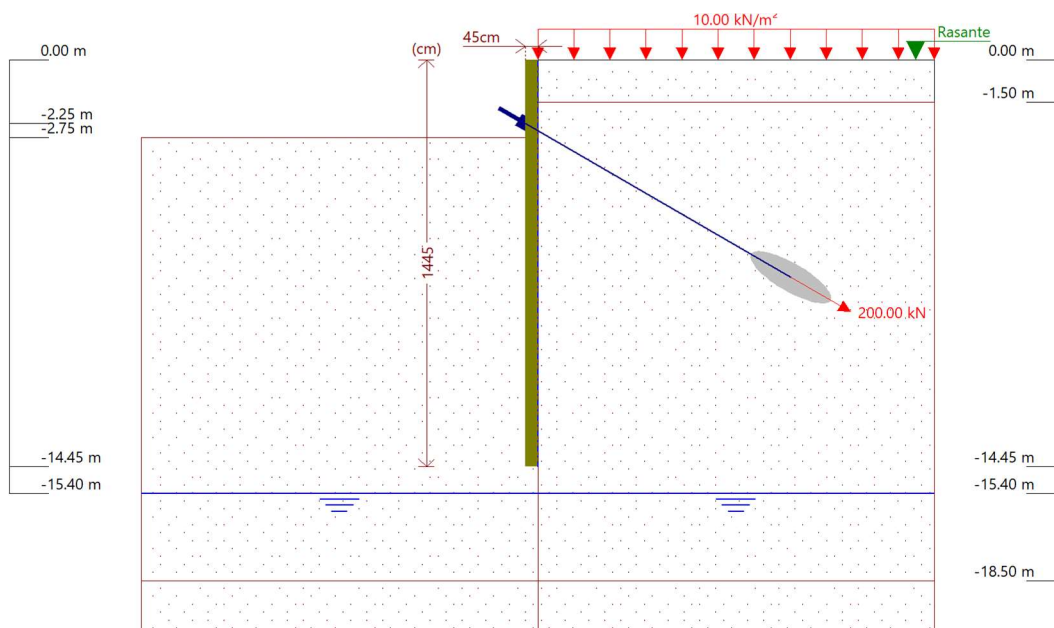 10.00 kN/m²
45cm
Rasante
(cm)
0.00 m
0.00 m
-1.50 m
-2.25 m
-2.75 m
1445
200.00 kN
-14.45 m
-14.45 m
-15.40 m
-15.40 m
-18.50 m